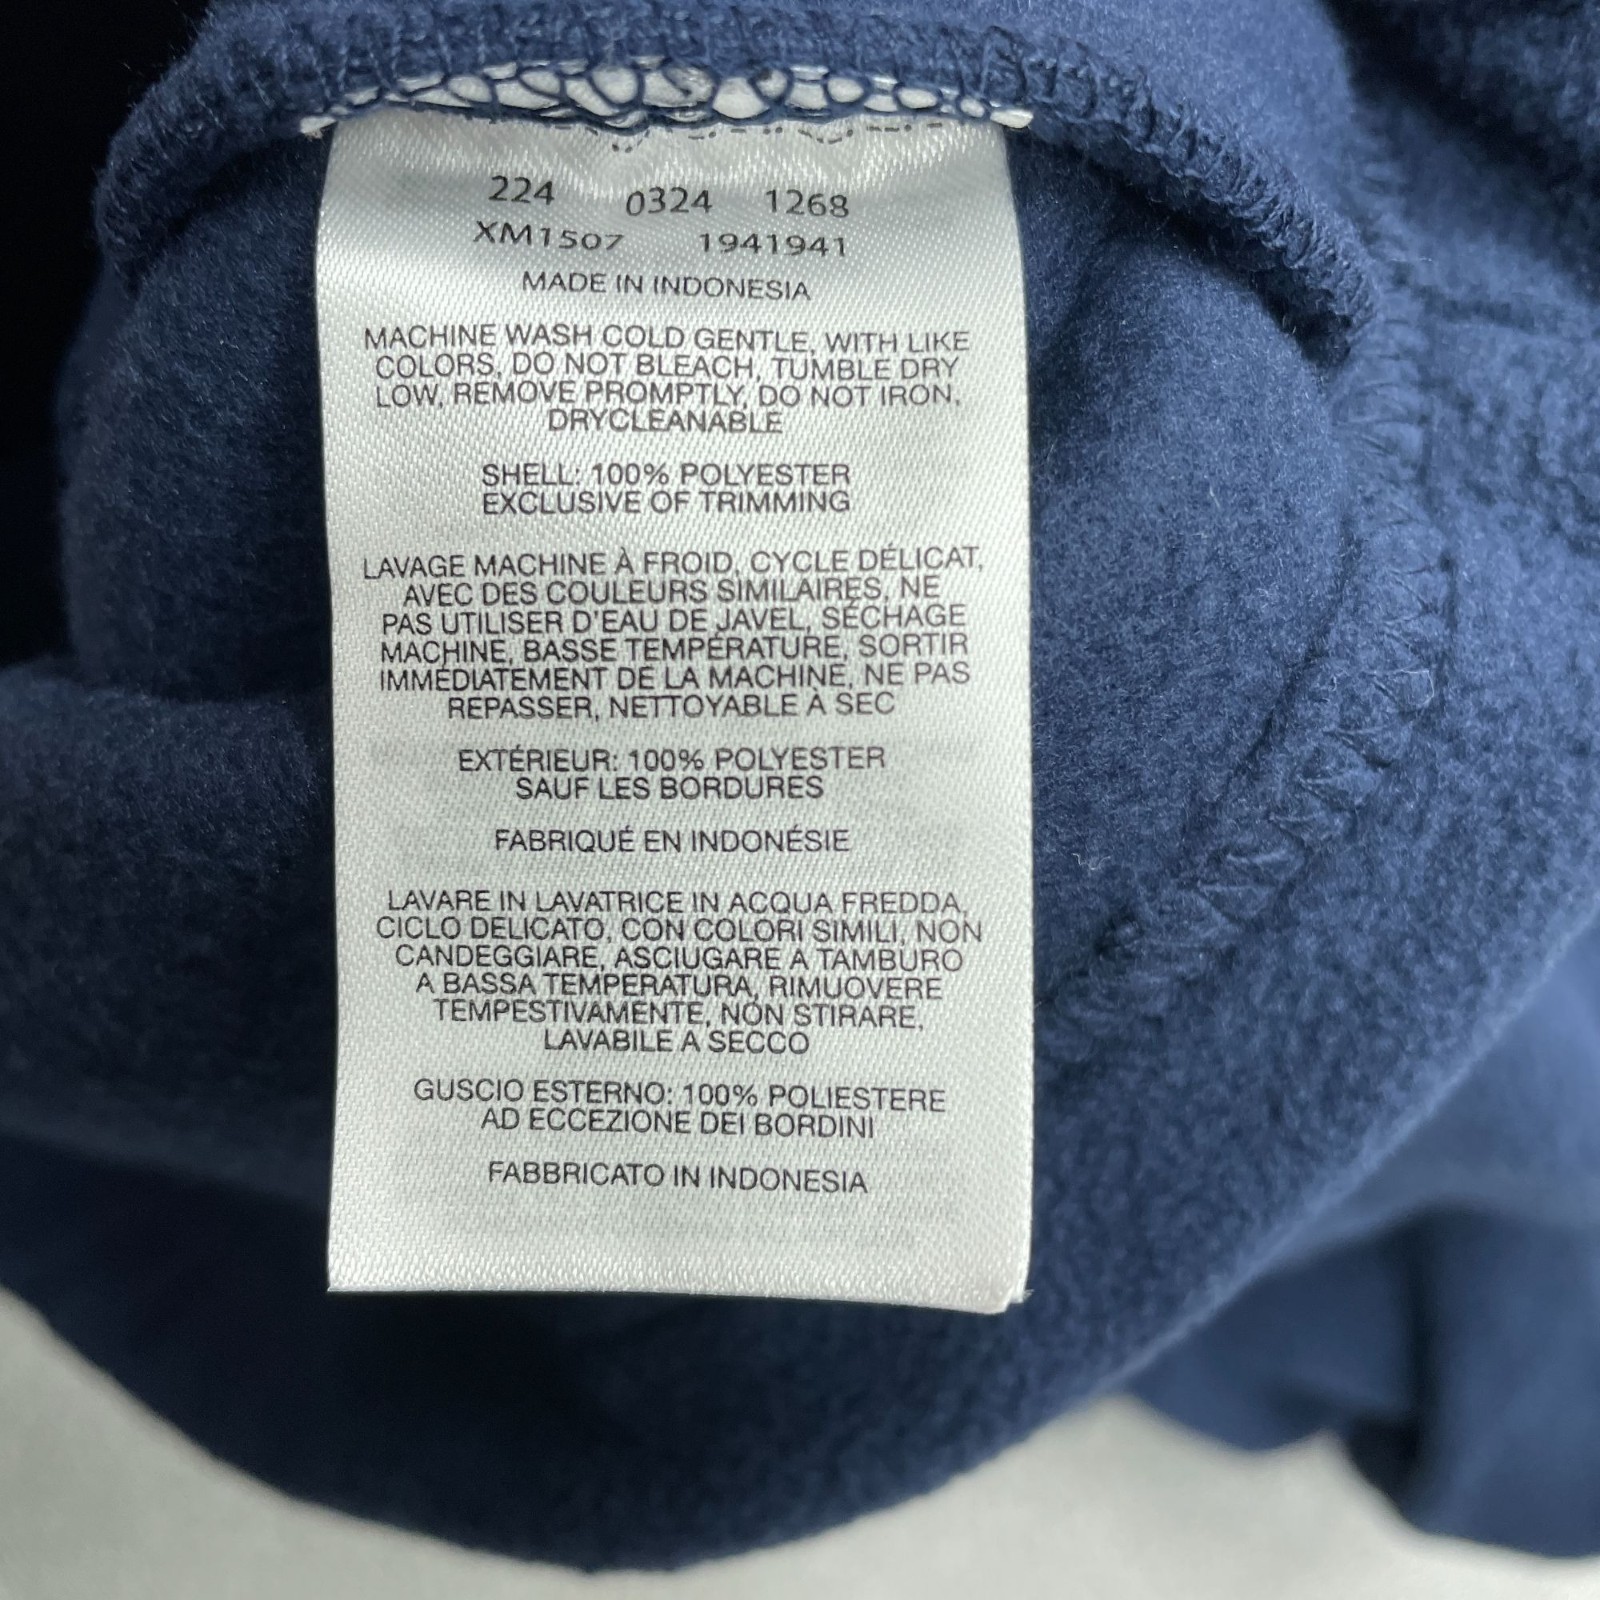 224 0324 1268
XM1507 1941941
MADE IN INDONESIA
MACHINE WASH COLD GENTLE, WITH LIKE
COLORS, DO NOT BLEACH, TUMBLE DRY
LOW, REMOVE PROMPTLY, DO NOT IRON,
DRYCLEANABLE
SHELL: 100% POLYESTER
EXCLUSIVE OF TRIMMING
LAVAGE MACHINE À FROID, CYCLE DÉLICAT,
AVEC DES COULEURS SIMILAIRES, NE
PAS UTILISER D'EAU DE JAVEL, SÉCHAGE
MACHINE, BASSE TEMPÉRATURE, SORTIR
IMMÉDIATEMENT DE LA MACHINE, NE PAS
REPASSER, NETTOYABLE À SEC
EXTÉRIEUR: 100% POLYESTER
SAUF LES BORDURES
FABRIQUÉ EN INDONÉSIE
LAVARE IN LAVATRICE IN ACQUA FREDDA,
CICLO DELICATO, CON COLORI SIMILI, NON
CANDEGGIARE, ASCIUGARE A TAMBURO
A BASSA TEMPERATURA, RIMUOVERE
TEMPESTIVAMENTE, NON STIRARE,
LAVABILE A SECCO
GUSCIO ESTERNO: 100% POLIESTERE
AD ECCEZIONE DEI BORDINI
FABBRICATO IN INDONESIA